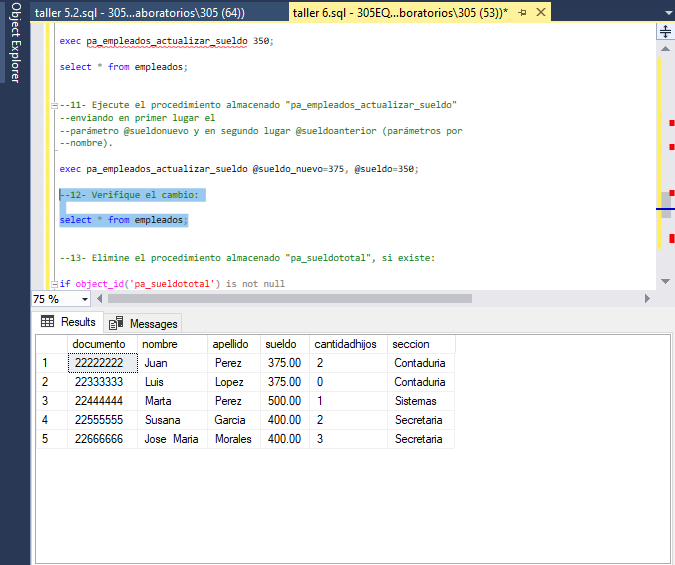 Object Explorer
taller 5.2.sql - 305...aboratorios\305 (64))
taller 6.sql - 305EQ...boratorios\305 (53))*
exec pa_empleados_actualizar_sueldo 350;
select * from empleados;
--11- Ejecute el procedimiento almacenado "pa_empleados_actualizar_sueldo"
--enviando en primer lugar el
--parámetro @sueldonuevo y en segundo lugar @sueldoanterior (parámetros por
--nombre).
exec pa_empleados_actualizar_sueldo @sueldo_nuevo=375, @sueldo=350;
--12- Verifique el cambio:
select * from empleados;
--13- Elimine el procedimiento almacenado "pa_sueldototal", si existe:
if object_id('pa_sueldototal') is not null
75 %
Results Messages
documento nombre apellido sueldo cantidadhijos seccion
1 22222222 Juan Perez 375.00 2 Contaduria
2 22333333 Luis Lopez 375.00 0 Contaduria
3 22444444 Marta Perez 500.00 1 Sistemas
4 22555555 Susana Garcia 400.00 2 Secretaria
5 22666666 Jose Maria Morales 400.00 3 Secretaria